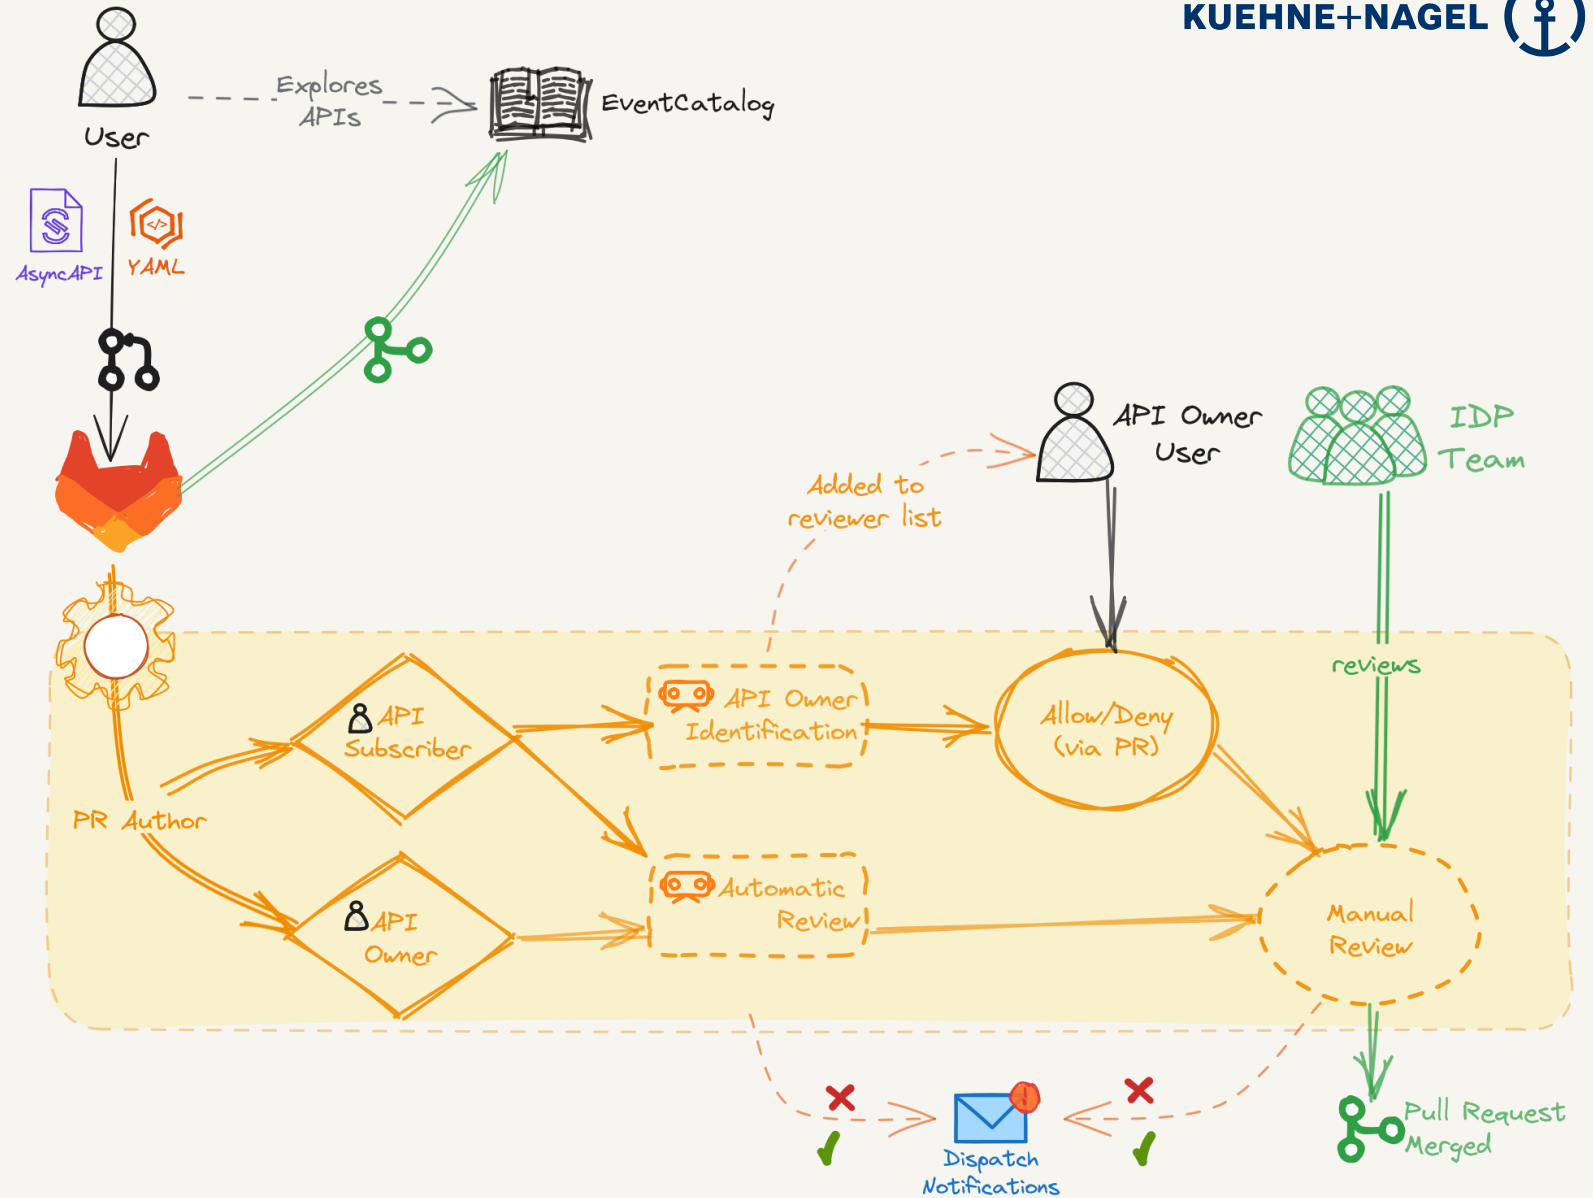 KUEHNE+NAGEL
User
Explores
APIs
EventCatalog
AsyncAPI
YAML
</>
API Owner
User
IDP
Team
Added to
reviewer list
reviews
API
Subscriber
API Owner
Identification
Allow/Deny
(via PR)
PR Author
API
Owner
Automatic
Review
Manual
Review
Dispatch
Notifications
Pull Request
Merged